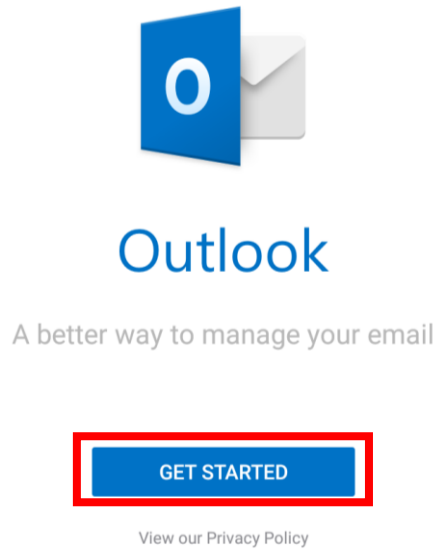 O
Outlook
A better way to manage your email
GET STARTED
View our Privacy Policy